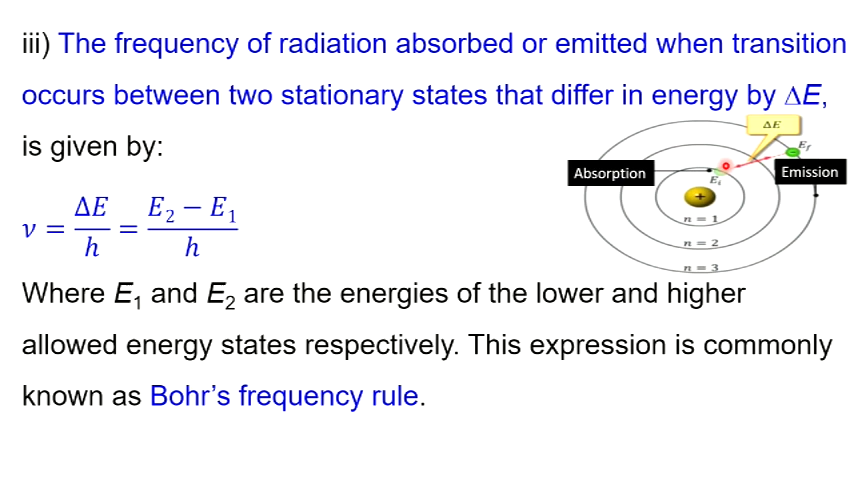 iii) The frequency of radiation absorbed or emitted when transition
occurs between two stationary states that differ in energy by ΔE,
is given by:
ΔE
E_f
Absorption
Emission
E_i
n = 1
n = 2
n = 3
ν = ΔE/h = (E₂ − E₁)/h
Where E₁ and E₂ are the energies of the lower and higher
allowed energy states respectively. This expression is commonly
known as Bohr’s frequency rule.